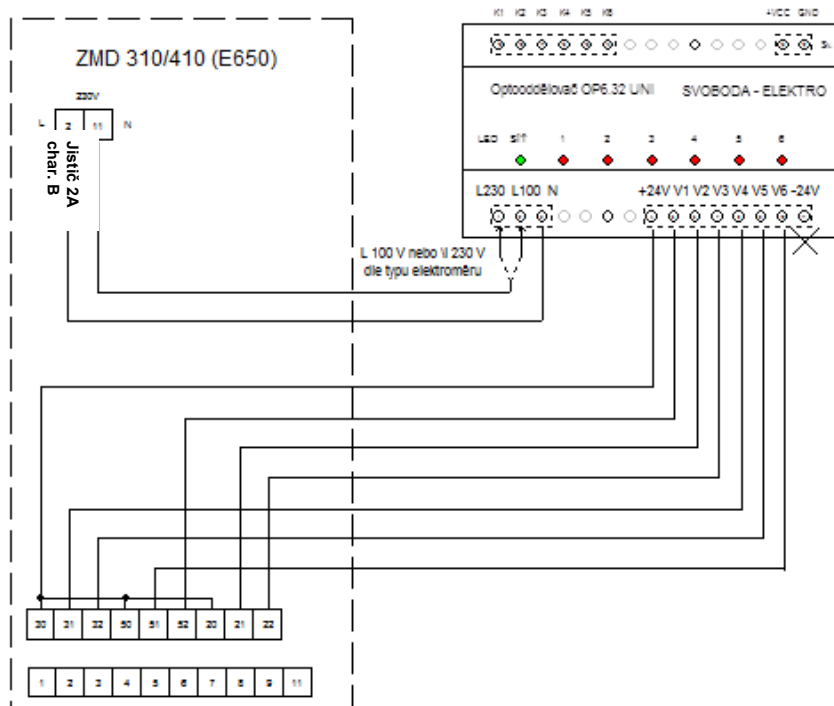 ZMD 310/410 (E650)
230V
L 2 11 N
Jistič 2A
char. B
K1 K2 K3 K4 K5 K6 +VCC GND
Optooddělovač OP6.32 UNI SVOBODA - ELEKTRO
LED SÍŤ 1 2 3 4 5 6
L230 L100 N +24V V1 V2 V3 V4 V5 V6 -24V
L 100 V nebo \l 230 V
dle typu elektroměru
30 31 32 50 51 52 20 21 22
1 2 3 4 5 6 7 8 9 11